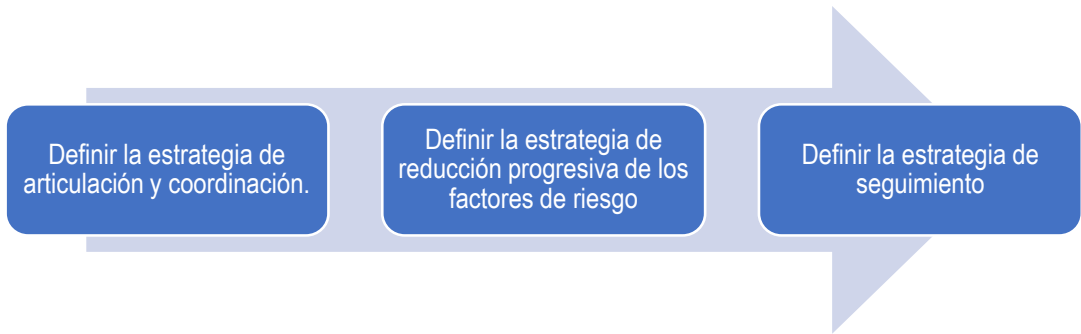 Definir la estrategia de
articulación y coordinación.
Definir la estrategia de
reducción progresiva de los
factores de riesgo
Definir la estrategia de
seguimiento